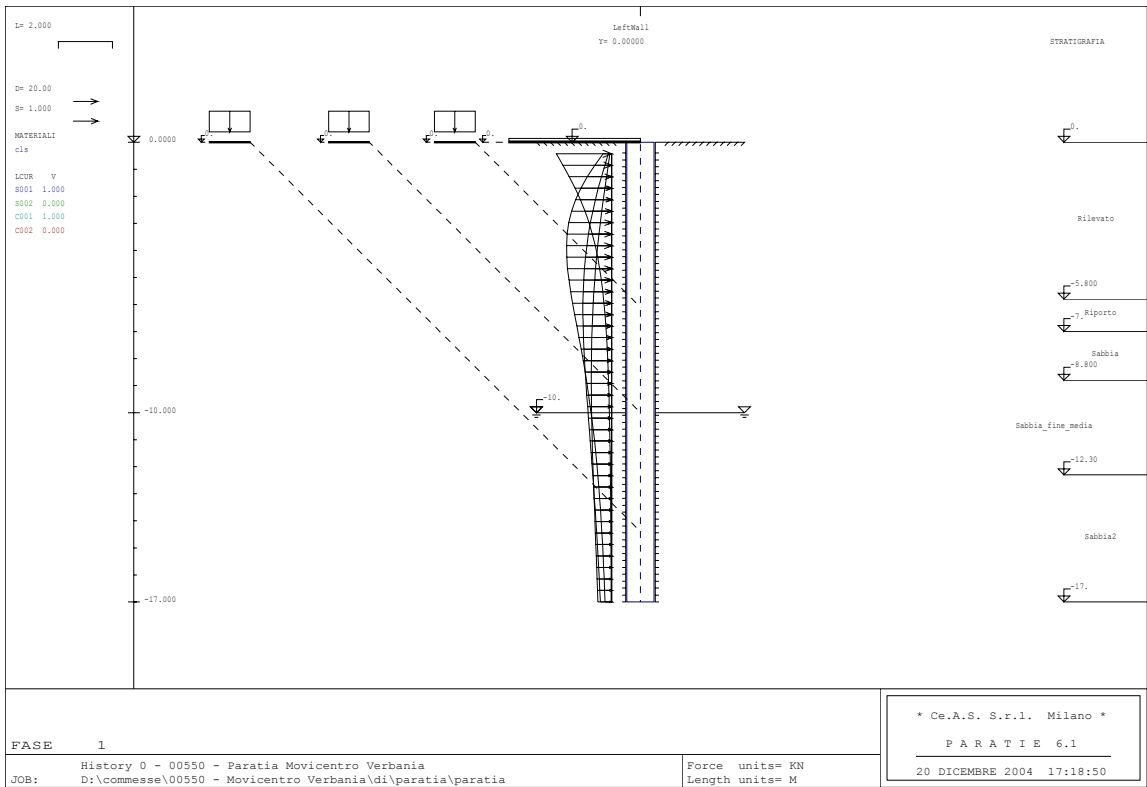 L= 2.000
LeftWall
Y= 0.00000
STRATIGRAFIA
D= 20.00
S= 1.000
MATERIALI
cls
LCUR V
S001 1.000
S002 0.000
C001 1.000
C002 0.000
0.0000
0.
0.
0.
0.
0.
0.
Rilevato
-5.800
Riporto
-7.
Sabbia
-8.800
-10.000
-10.
Sabbia_fine_media
-12.30
Sabbia2
-17.000
-17.
FASE 1
History 0 - 00550 - Paratia Movicentro Verbania
JOB: D:\commesse\00550 - Movicentro Verbania\di\paratia\paratia
Force units= KN
Length units= M
* Ce.A.S. S.r.l. Milano *
P A R A T I E 6.1
20 DICEMBRE 2004 17:18:50